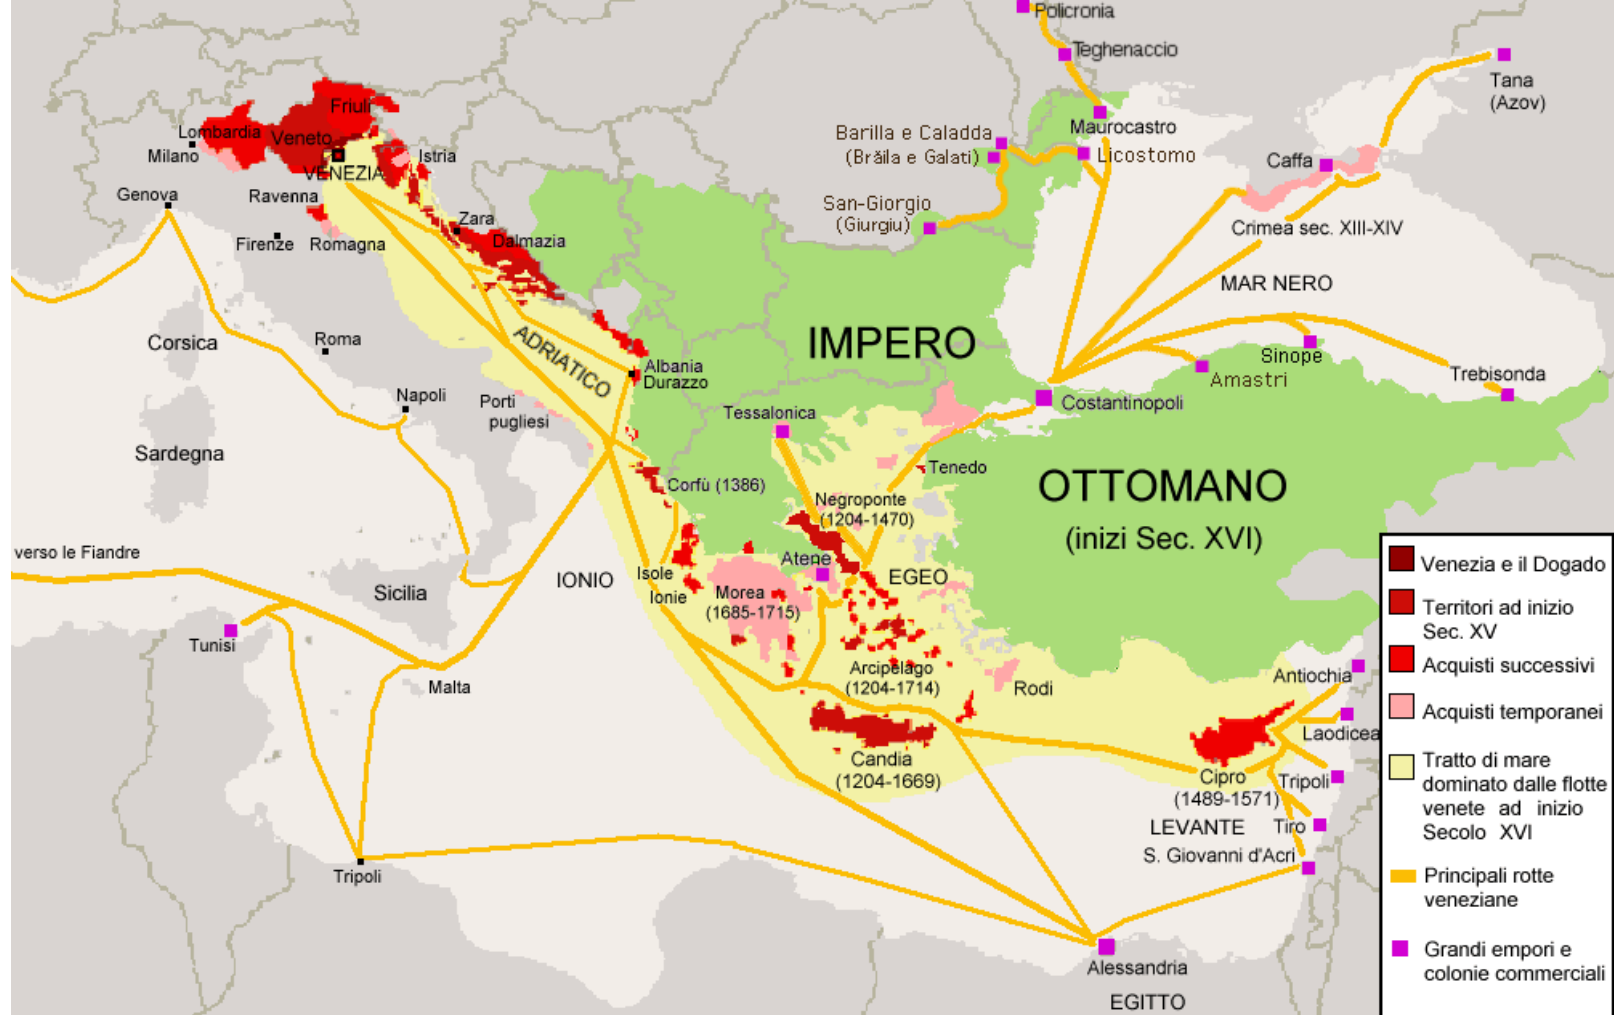 Policronia
Teghenaccio
Tana
(Azov)
Friuli
Lombardia
Veneto
Milano
Istria
VENEZIA
Maurocastro
Barilla e Caladda
(Brăila e Galati)
Licostomo
Caffa
Genova
Ravenna
Zara
San-Giorgio
(Giurgiu)
Firenze
Romagna
Dalmazia
Crimea sec. XIII-XIV
MAR NERO
Corsica
Roma
ADRIATICO
IMPERO
Sinope
Albania
Durazzo
Amastri
Trebisonda
Napoli
Porti
pugliesi
Tessalonica
Costantinopoli
Sardegna
Tenedo
Corfù (1386)
OTTOMANO
(inizi Sec. XVI)
Negroponte
(1204-1470)
verso le Fiandre
Atene
IONIO
Isole
Ionie
EGEO
Sicilia
Morea
(1685-1715)
Tunisi
Malta
Arcipelago
(1204-1714)
Rodi
Antiochia
Laodicea
Candia
(1204-1669)
Cipro
(1489-1571)
Tripoli
LEVANTE
Tiro
S. Giovanni d'Acri
Tripoli
Alessandria
EGITTO
Venezia e il Dogado
Territori ad inizio
Sec. XV
Acquisti successivi
Acquisti temporanei
Tratto di mare
dominato dalle flotte
venete ad inizio
Secolo XVI
Principali rotte
veneziane
Grandi empori e
colonie commerciali